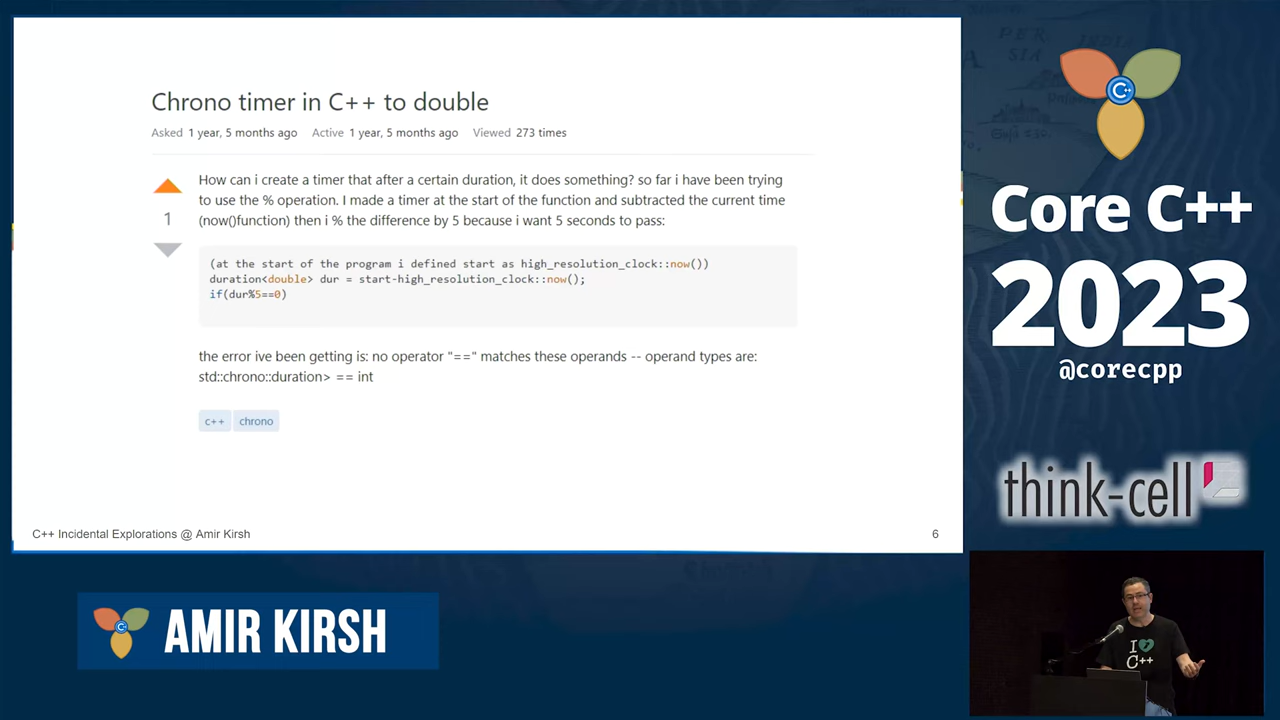 Chrono timer in C++ to double
Asked 1 year, 5 months ago Active 1 year, 5 months ago Viewed 273 times
How can i create a timer that after a certain duration, it does something? so far i have been trying
to use the % operation. I made a timer at the start of the function and subtracted the current time
(now()function) then i % the difference by 5 because i want 5 seconds to pass:
1
(at the start of the program i defined start as high_resolution_clock::now())
duration<double> dur = start-high_resolution_clock::now();
if(dur%5==0)
the error ive been getting is: no operator "==" matches these operands -- operand types are:
std::chrono::duration> == int
c++ chrono
C++ Incidental Explorations @ Amir Kirsh
6
C++
Core C++
2023
@corecpp
think-cell
AMIR KIRSH
I
C++